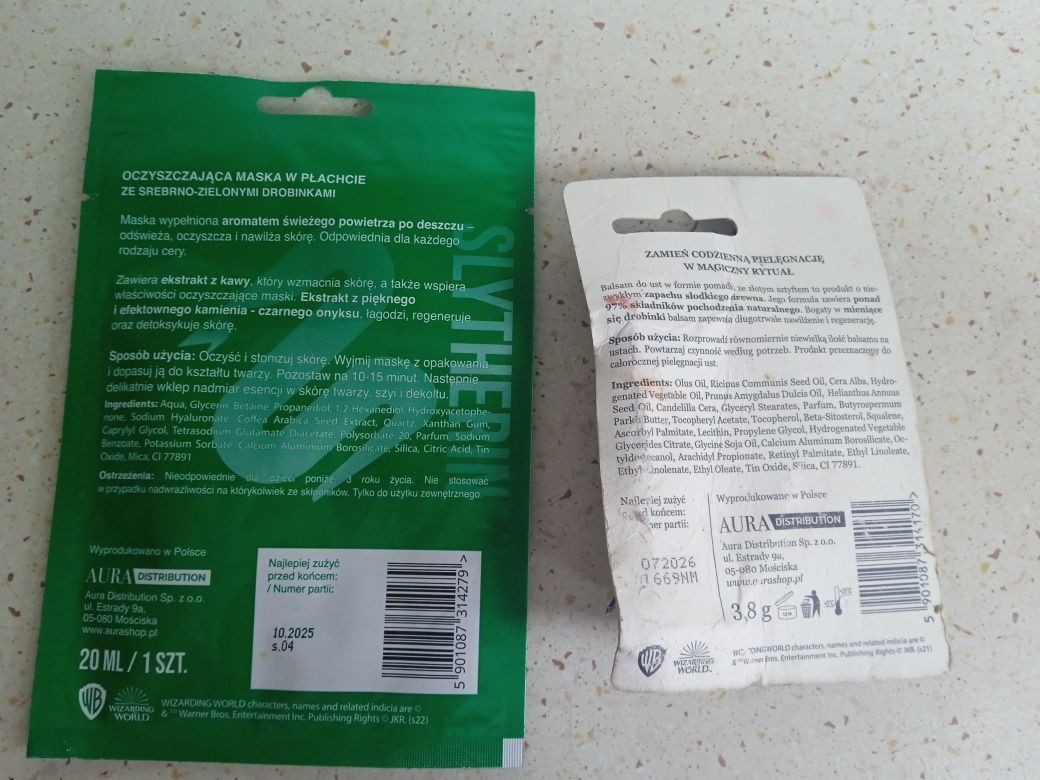 OCZYSZCZAJĄCA MASKA W PŁACHCIE
ZE SREBRNO-ZIELONYMI DROBINKAMI
Maska wypełniona aromatem świeżego powietrza po deszczu –
odświeża, oczyszcza i nawilża skórę. Odpowiednia dla każdego
rodzaju cery.
Zawiera ekstrakt z kawy, który wzmacnia skórę, a także wspiera
właściwości oczyszczające maski. Ekstrakt z pięknego
i efektownego kamienia - czarnego onyksu, łagodzi, regeneruje
oraz detoksykuje skórę.
Sposób użycia: Oczyść i stonizuj skórę. Wyjmij maskę z opakowania
i dopasuj ją do kształtu twarzy. Pozostaw na 10-15 minut. Następnie
delikatnie wklep nadmiar esencji w skórę twarzy, szyi i dekoltu.
Ingredients: Aqua, Glycerin, Betaine, Propanediol, 1,2-Hexanediol, Hydroxyacetophe-
none, Sodium Hyaluronate, Coffea Arabica Seed Extract, Quartz, Xanthan Gum,
Caprylyl Glycol, Tetrasodium Glutamate Diacetate, Polysorbate 20, Parfum, Sodium
Benzoate, Potassium Sorbate, Calcium Aluminium Borosilicate, Silica, Citric Acid, Tin
Oxide, Mica, CI 77891
Ostrzeżenia: Nieodpowiednie dla dzieci poniżej 3 roku życia. Nie stosować
w przypadku nadwrażliwości na którykolwiek ze składników. Tylko do użytku zewnętrznego.
SLYTHERIN
Wyprodukowano w Polsce
AURA DISTRIBUTION
Aura Distribution Sp. z o.o.
ul. Estrady 9a,
05-080 Mościska
www.aurashop.pl
20 ML / 1 SZT.
Najlepiej zużyć
przed końcem:
/ Numer partii:
10.2025
s.04
5 901087 314279 >
WB
WIZARDING
WORLD
WIZARDING WORLD characters, names and related indicia are ©
& ™ Warner Bros. Entertainment Inc. Publishing Rights © JKR. (s22)
ZAMIEŃ CODZIENNĄ PIELĘGNACJĘ
W MAGICZNY RYTUAŁ
Balsam do ust w formie pomadk, ze złotym sztyftem to produkt o nie-
zwykłym zapachu słodkiego drewna. Jego formuła zawiera ponad
97% składników pochodzenia naturalnego. Bogaty w mieniące
się drobinki balsam zapewnia długotrwałe nawilżenie i regenerację.
Sposób użycia: Rozprowadź równomiernie niewielką ilość balsamu na
ustach. Powtarzaj czynność według potrzeb. Produkt przeznaczony do
całorocznej pielęgnacji ust.
Ingredients: Olus Oil, Ricinus Communis Seed Oil, Cera Alba, Hydro-
genated Vegetable Oil, Prunus Amygdalus Dulcis Oil, Helianthus Annuus
Seed Oil, Candelilla Cera, Glyceryl Stearates, Parfum, Butyrospermum
Parkii Butter, Tocopheryl Acetate, Tocopherol, Beta-Sitosterol, Squalene,
Ascorbyl Palmitate, Lecithin, Propylene Glycol, Hydrogenated Vegetable
Glycerides Citrate, Glycine Soja Oil, Calcium Aluminum Borosilicate, Oc-
tyldodecanol, Arachidyl Propionate, Retinyl Palmitate, Ethyl Linoleate,
Ethyl Linolenate, Ethyl Oleate, Tin Oxide, Silica, CI 77891.
Najlepiej zużyć
końcem:
partii:
072026
1669NM
Wyprodukowano w Polsce
AURA DISTRIBUTION
Aura Distribution Sp. z o.o.
ul. Estrady 9a,
05-080 Mościska
3,8 g
5 901087 314170 >
WB
WIZARDING
WORLD
characters, names and related indicia are ©
& ™ Warner Bros. Entertainment Inc. Publishing Rights © JKR. (s21)